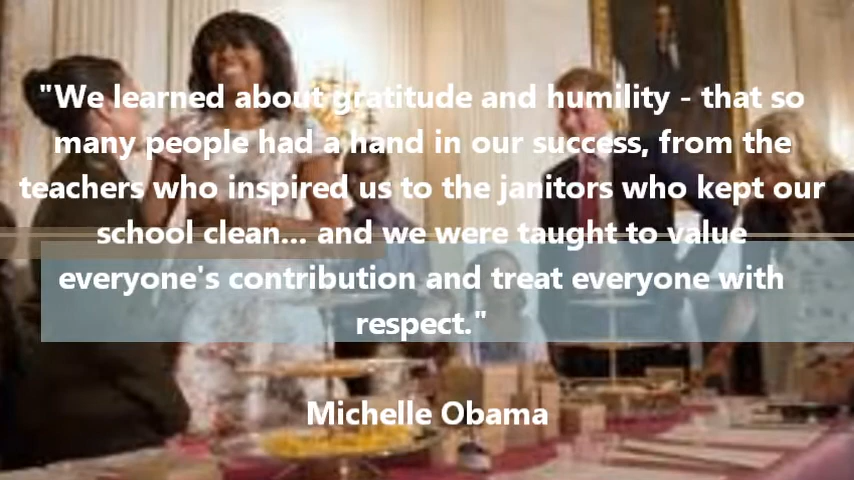 "We learned about gratitude and humility - that so
many people had a hand in our success, from the
teachers who inspired us to the janitors who kept our
school clean... and we were taught to value
everyone's contribution and treat everyone with
respect."
Michelle Obama